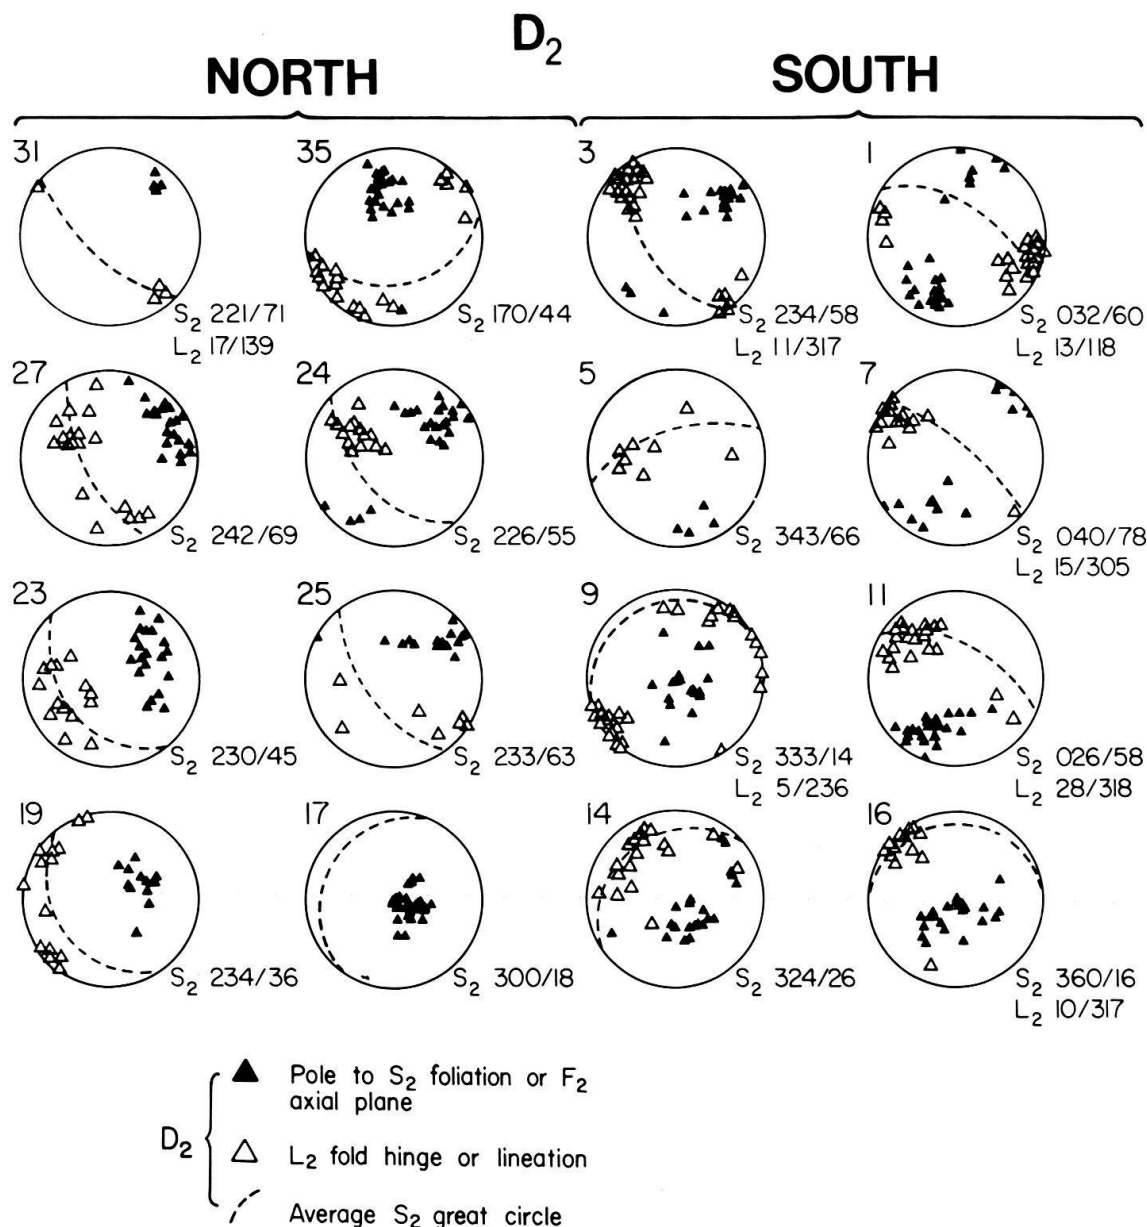 D2
NORTH
SOUTH
31
S2 221/71
L2 17/139
35
S2 170/44
3
S2 234/58
L2 11/317
1
S2 032/60
L2 13/118
27
S2 242/69
24
S2 226/55
5
S2 343/66
7
S2 040/78
L2 15/305
23
S2 230/45
25
S2 233/63
9
S2 333/14
L2 5/236
11
S2 026/58
L2 28/318
19
S2 234/36
17
S2 300/18
14
S2 324/26
16
S2 360/16
L2 10/317
D2
Pole to S2 foliation or F2
axial plane
L2 fold hinge or lineation
Average S2 great circle